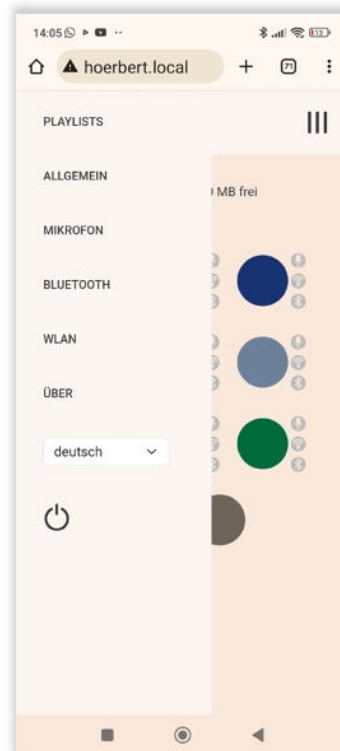 14:05
hoerbert.local
71
PLAYLISTS
ALLGEMEIN
MB frei
MIKROFON
BLUETOOTH
WLAN
ÜBER
deutsch